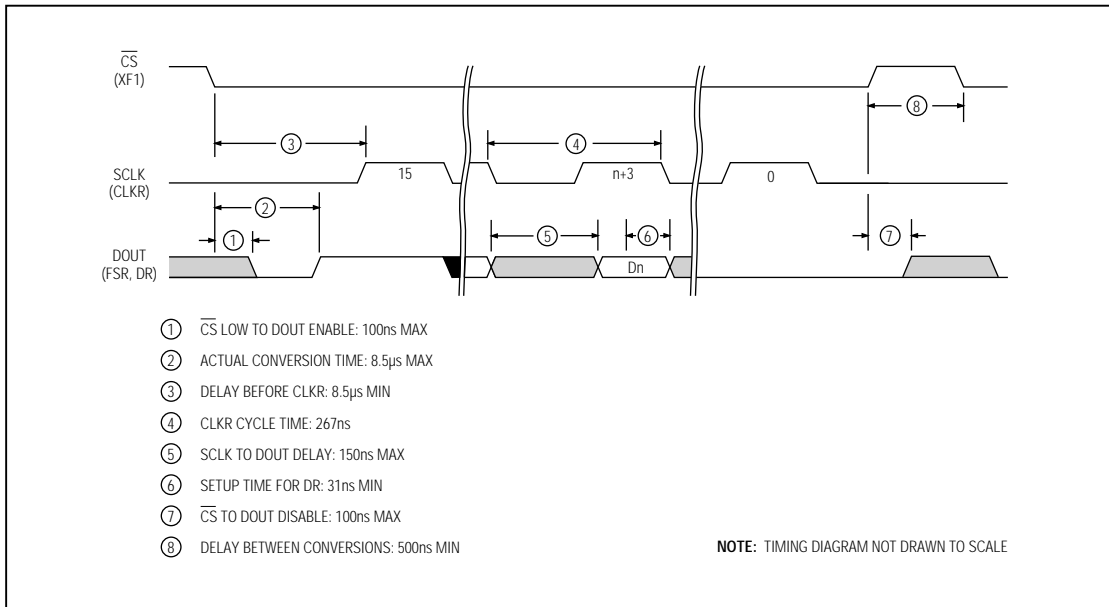 CS
(XF1)
8
3
4
SCLK
(CLKR)
15
n+3
0
2
1
5
6
7
DOUT
(FSR, DR)
Dn
1 CS LOW TO DOUT ENABLE: 100ns MAX
2 ACTUAL CONVERSION TIME: 8.5µs MAX
3 DELAY BEFORE CLKR: 8.5µs MIN
4 CLKR CYCLE TIME: 267ns
5 SCLK TO DOUT DELAY: 150ns MAX
6 SETUP TIME FOR DR: 31ns MIN
7 CS TO DOUT DISABLE: 100ns MAX
8 DELAY BETWEEN CONVERSIONS: 500ns MIN
NOTE: TIMING DIAGRAM NOT DRAWN TO SCALE